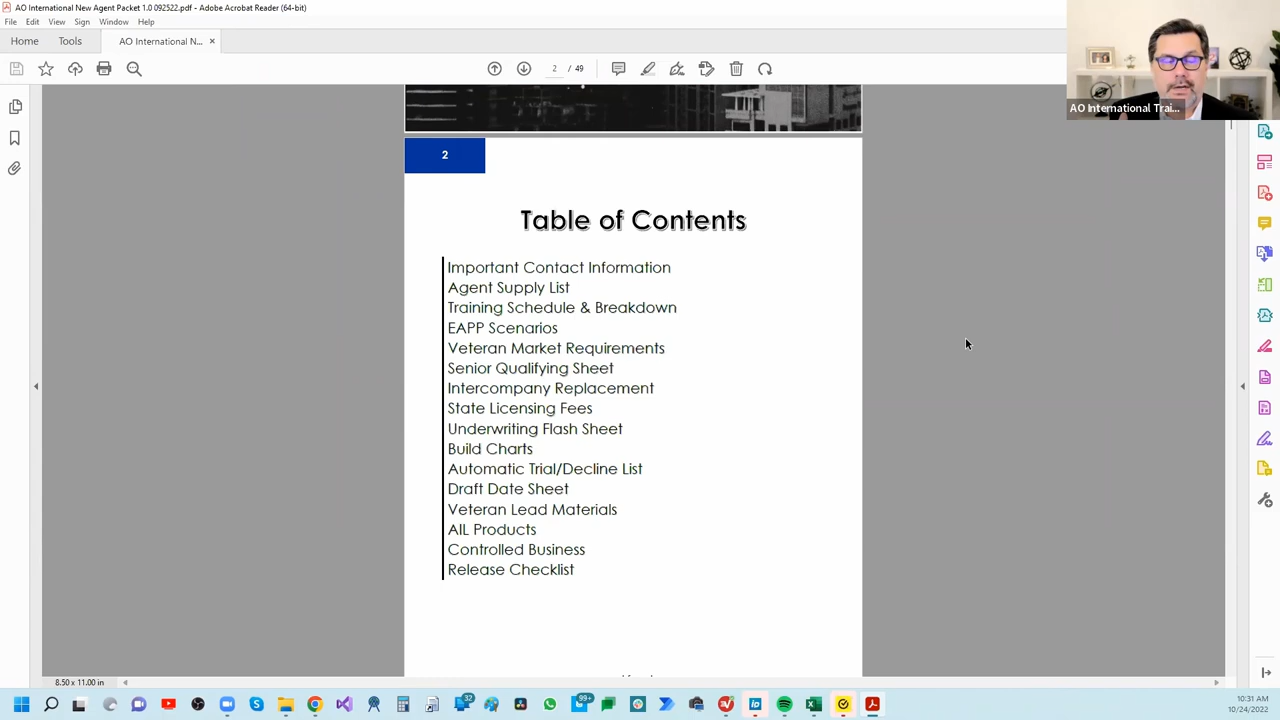 AO International New Agent Packet 1.0 092522.pdf - Adobe Acrobat Reader (64-bit)
File Edit View Sign Window Help
Home Tools AO International N... ×
2 / 49
AO International Trai...
2
Table of Contents
Important Contact Information
Agent Supply List
Training Schedule & Breakdown
EAPP Scenarios
Veteran Market Requirements
Senior Qualifying Sheet
Intercompany Replacement
State Licensing Fees
Underwriting Flash Sheet
Build Charts
Automatic Trial/Decline List
Draft Date Sheet
Veteran Lead Materials
AIL Products
Controlled Business
Release Checklist
8.50 x 11.00 in
32
99+
10:31 AM
10/24/2022